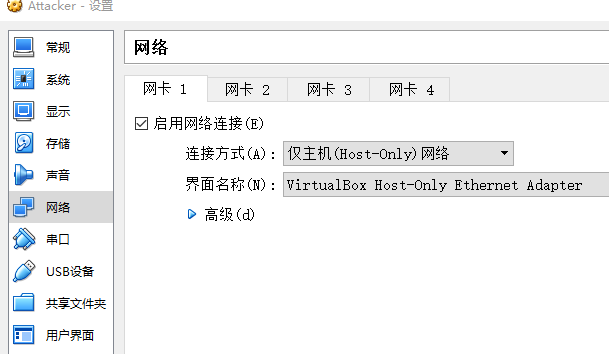 Attacker - 设置
常规
系统
显示
存储
声音
网络
串口
USB设备
共享文件夹
用户界面
网络
网卡 1 网卡 2 网卡 3 网卡 4
启用网络连接(E)
连接方式(A): 仅主机(Host-Only)网络
界面名称(N): VirtualBox Host-Only Ethernet Adapter
高级(d)